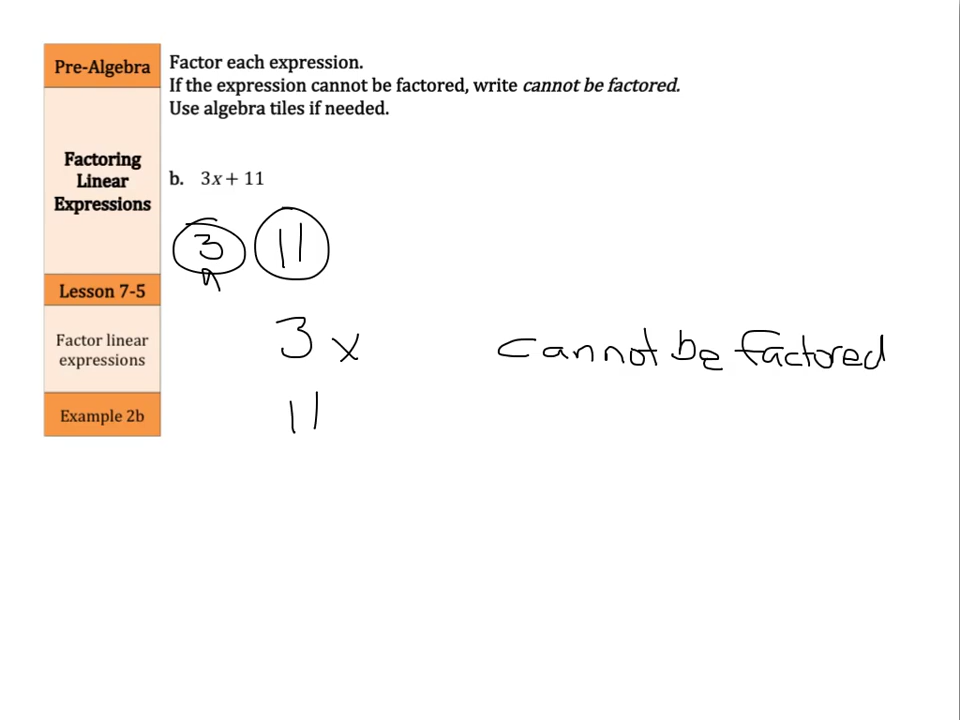 Pre-Algebra
Factoring
Linear
Expressions
Lesson 7-5
Factor linear
expressions
Example 2b
Factor each expression.
If the expression cannot be factored, write cannot be factored.
Use algebra tiles if needed.
b. 3x + 11
3 11
3 x
11
cannot be factored